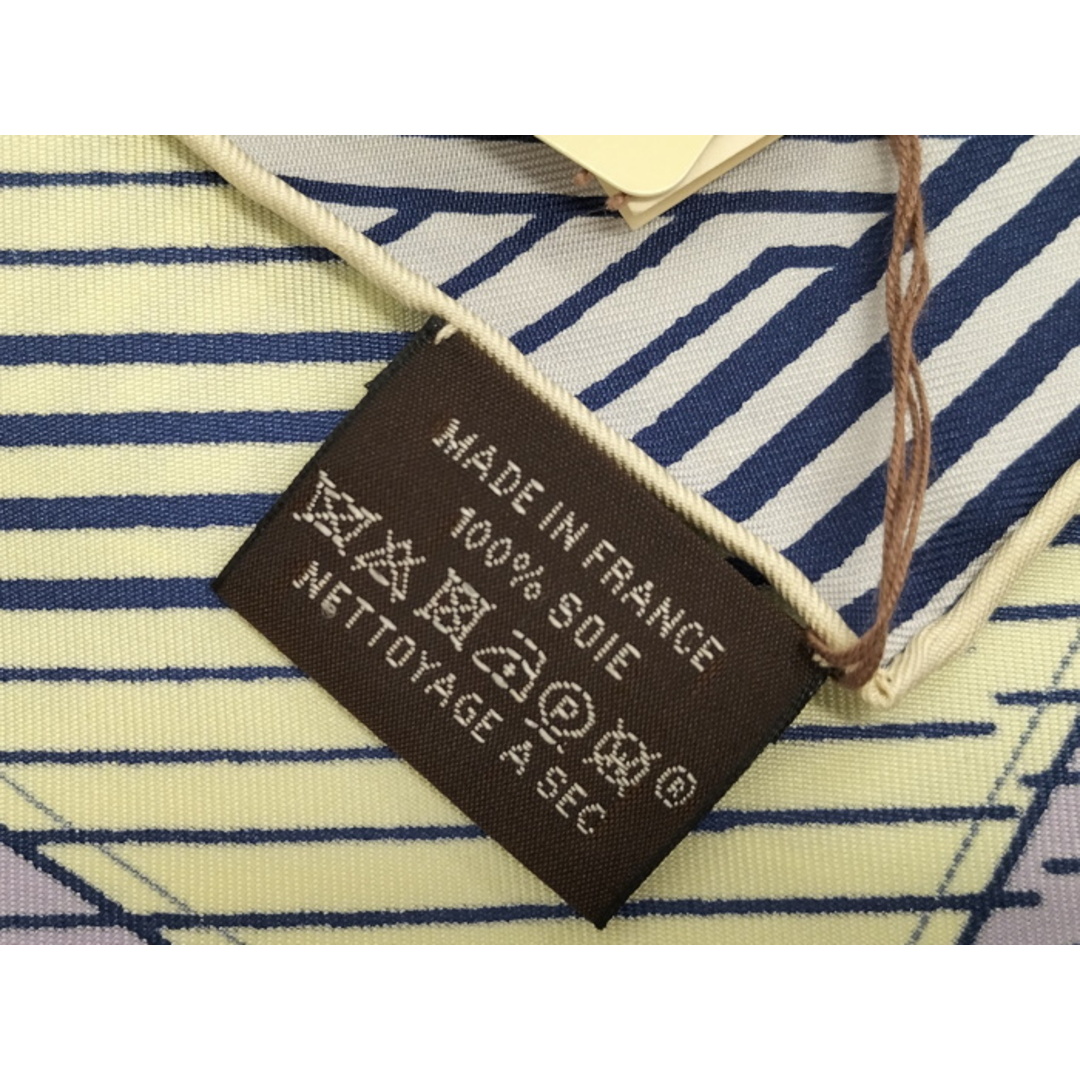 MADE IN FRANCE
100% SOIE
P W ®
NETTOYAGE A SEC